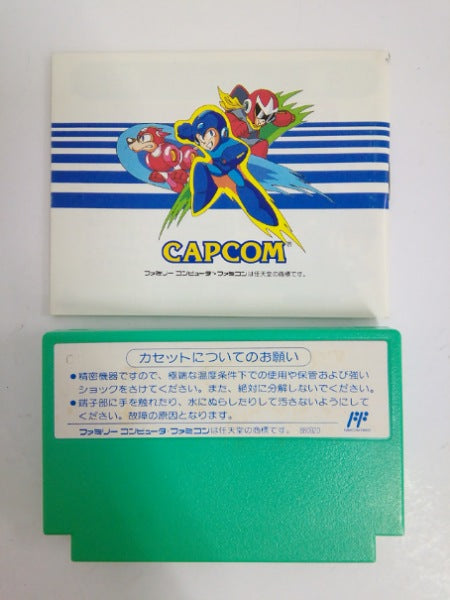 CAPCOM®
ファミリーコンピュータ・ファミコンは任天堂の商標です。
カセットについてのお願い
●精密機器ですので、極端な温度条件下での使用や保管および強い
ショックをさけてください。また、絶対に分解しないでください。
●端子部に手を触れたり、水にぬらしたりして汚さないようにして
ください。故障の原因となります。
ファミリーコンピュータ・ファミコンは任天堂の商標です。
FF